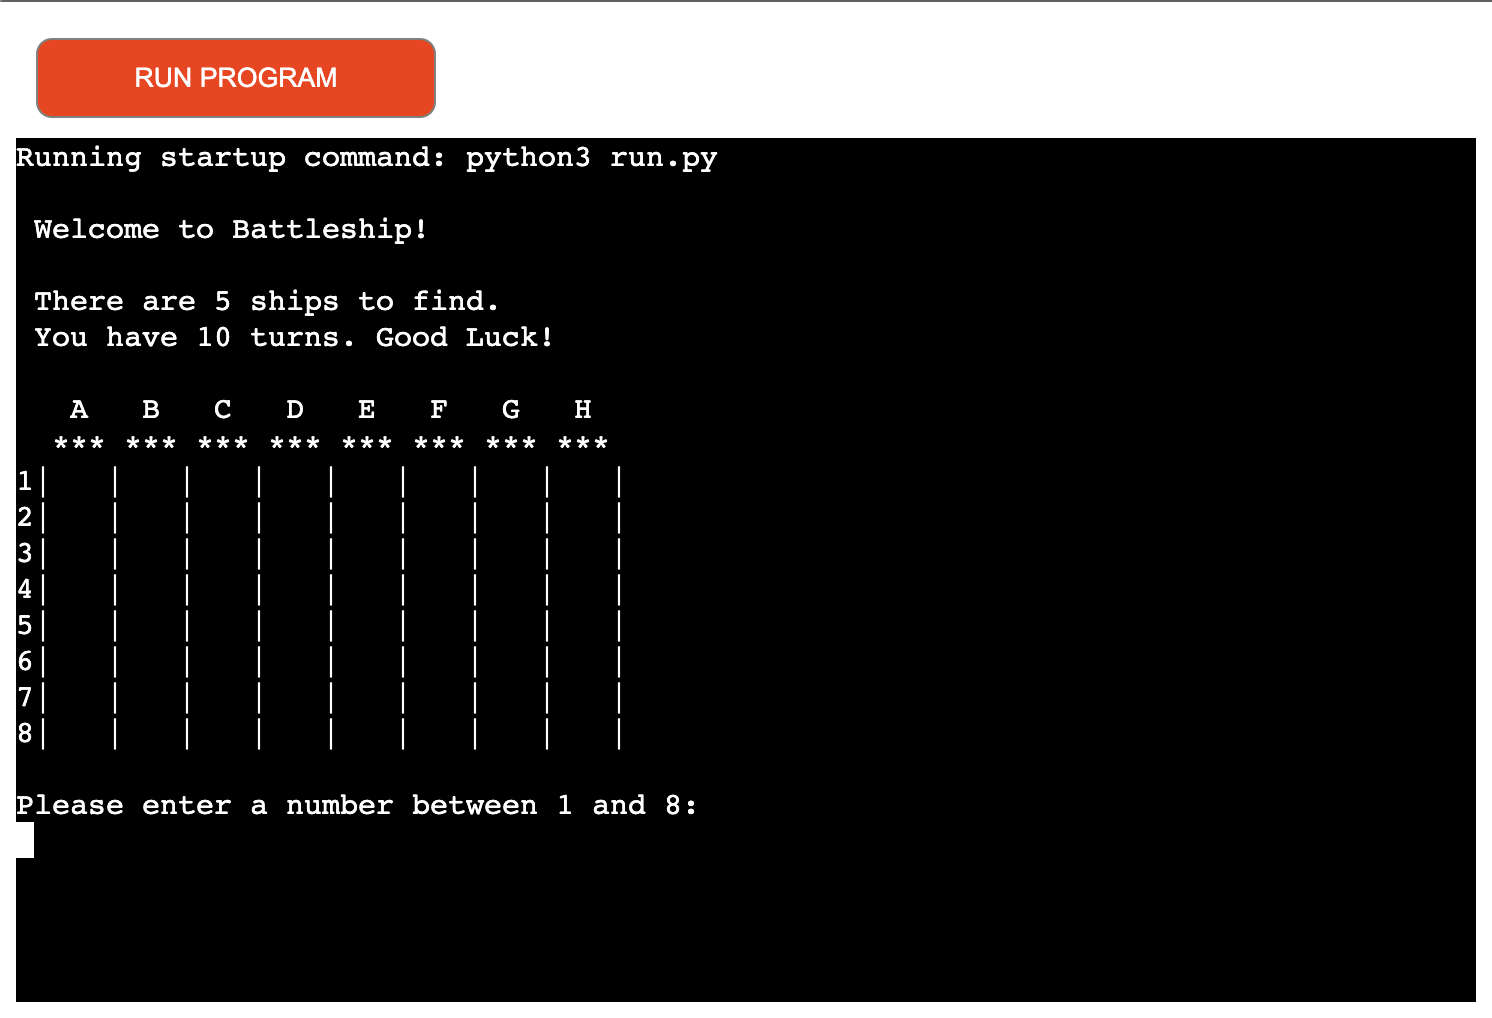 RUN PROGRAM
Running startup command: python3 run.py
Welcome to Battleship!
There are 5 ships to find.
You have 10 turns. Good Luck!
A B C D E F G H
*** *** *** *** *** *** *** ***
1| | | | | | | | |
2| | | | | | | | |
3| | | | | | | | |
4| | | | | | | | |
5| | | | | | | | |
6| | | | | | | | |
7| | | | | | | | |
8| | | | | | | | |
Please enter a number between 1 and 8: